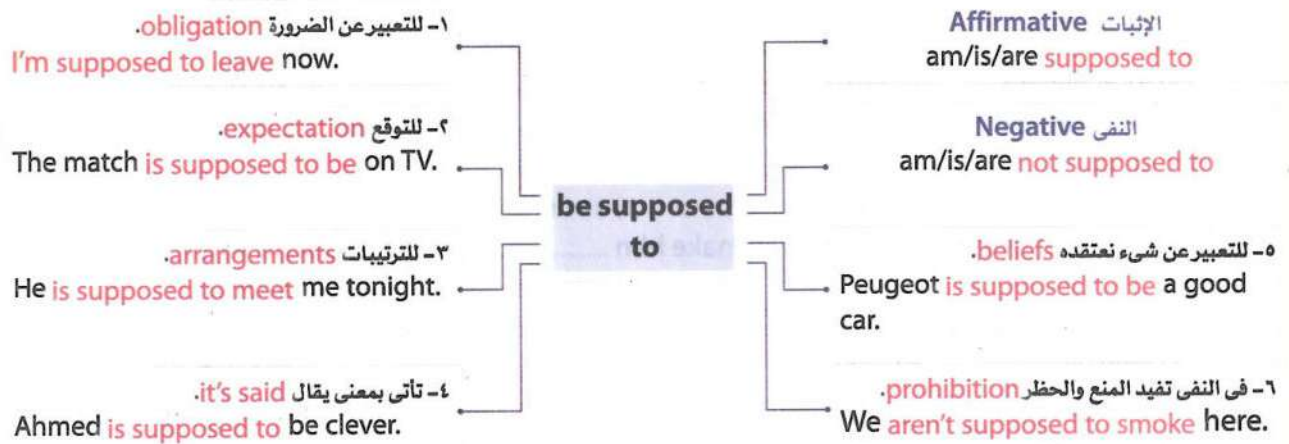 ١- للتعبير عن الضرورة obligation.
I'm supposed to leave now.
٢- للتوقع expectation.
The match is supposed to be on TV.
٣- للترتيبات arrangements.
He is supposed to meet me tonight.
٤- تأتى بمعنى يقال it's said.
Ahmed is supposed to be clever.
be supposed
to
الإثبات Affirmative
am/is/are supposed to
النفى Negative
am/is/are not supposed to
٥- للتعبير عن شىء نعتقده beliefs.
Peugeot is supposed to be a good
car.
٦- فى النفى تفيد المنع والحظر prohibition.
We aren't supposed to smoke here.